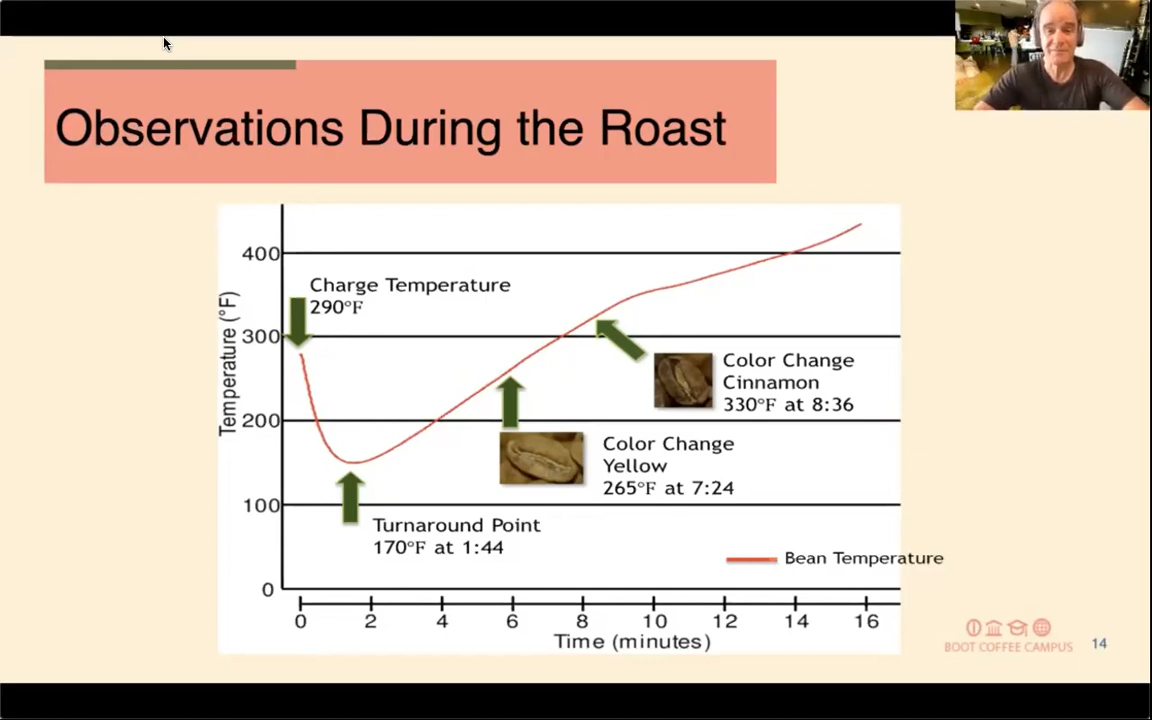 Observations During the Roast
400
300
200
100
0
Temperature (°F)
Charge Temperature
290°F
Color Change
Cinnamon
330°F at 8:36
Color Change
Yellow
265°F at 7:24
Turnaround Point
170°F at 1:44
Bean Temperature
0 2 4 6 8 10 12 14 16
Time (minutes)
BOOT COFFEE CAMPUS
14